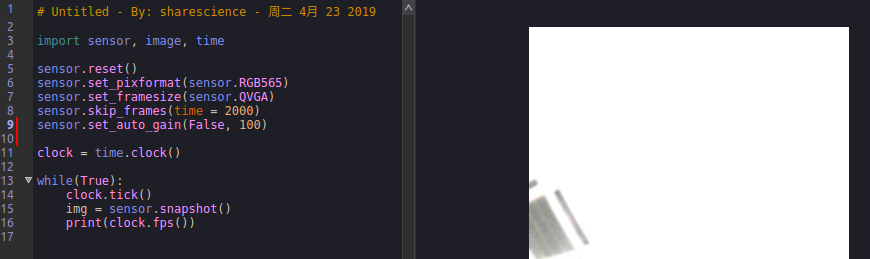 1 # Untitled - By: sharescience - 周二 4月 23 2019
2
3 import sensor, image, time
4
5 sensor.reset()
6 sensor.set_pixformat(sensor.RGB565)
7 sensor.set_framesize(sensor.QVGA)
8 sensor.skip_frames(time = 2000)
9 sensor.set_auto_gain(False, 100)
10
11 clock = time.clock()
12
13 while(True):
14     clock.tick()
15     img = sensor.snapshot()
16     print(clock.fps())
17